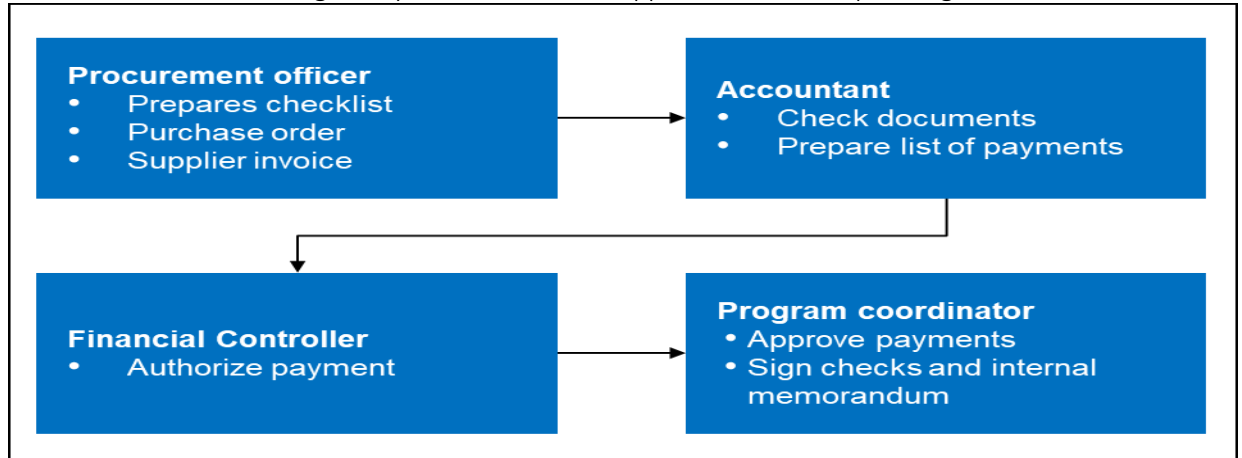 Procurement officer
• Prepares checklist
• Purchase order
• Supplier invoice
Accountant
• Check documents
• Prepare list of payments
Financial Controller
• Authorize payment
Program coordinator
• Approve payments
• Sign checks and internal
memorandum